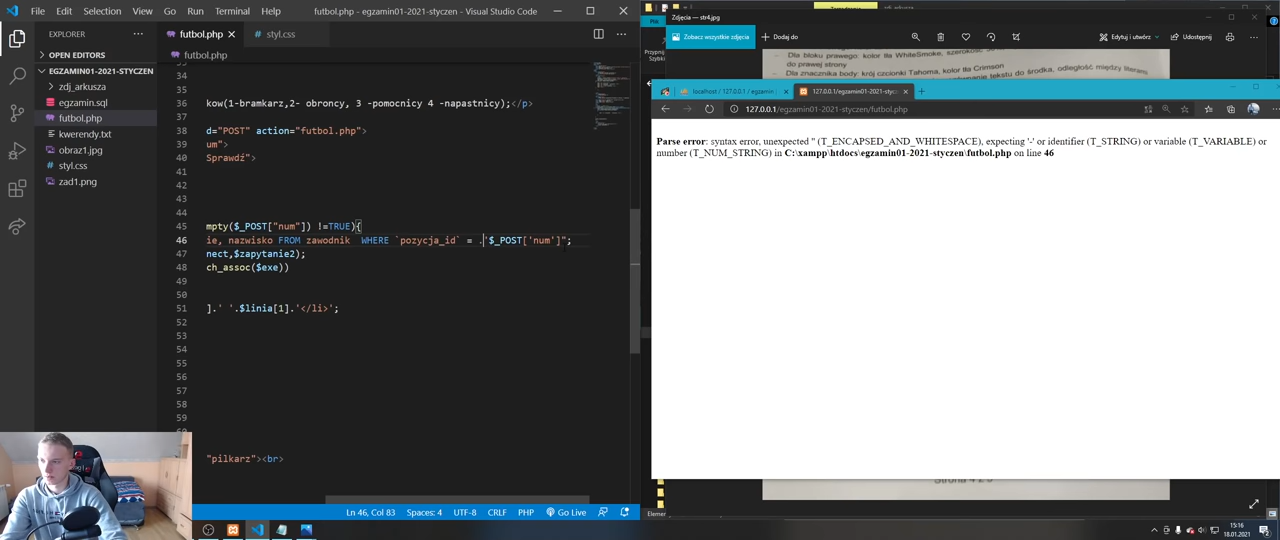 File Edit Selection View Go Run Terminal Help futbol.php - egzamin01-2021-styczen - Visual Studio Code
EXPLORER
OPEN EDITORS
EGZAMIN01-2021-STYCZEN
zdj_arkusza
egzamin.sql
futbol.php
kwerendy.txt
obraz1.jpg
styl.css
zad1.png
futbol.php styl.css
futbol.php
34
36 kow(1-bramkarz,2- obroncy, 3 -pomocnicy 4 -napastnicy);</p>
37
38 d="POST" action="futbol.php">
39 um">
40 Sprawdź">
41
42
43
44
45 mpty($_POST["num"]) !=TRUE){
46 ie, nazwisko FROM zawodnik  WHERE `pozycja_id` = .'$_POST['num']";
47 nect,$zapytanie2);
48 ch_assoc($exe))
49
50
51 ].' '.$linia[1].'</li>';
52
53
54
55
56
57
58
59
60
"pilkarz"><br>
Ln 46, Col 83 Spaces: 4 UTF-8 CRLF PHP Go Live
Zdjęcia — str4.jpg
Zobacz wszystkie zdjęcia Dodaj do Edytuj i utwórz Udostępnij
Dla bloku prawego: kolor tła WhiteSmoke,
do prawej strony
Dla znacznika body: krój czcionki Tahoma, kolor tła Crimson
tekstu do środka, odległość między literami
localhost / 127.0.0.1 / egzamin 127.0.0.1/egzamin01-2021-stycze
127.0.0.1/egzamin01-2021-styczen/futbol.php
Parse error: syntax error, unexpected '' (T_ENCAPSED_AND_WHITESPACE), expecting '-' or identifier (T_STRING) or variable (T_VARIABLE) or
number (T_NUM_STRING) in C:\xampp\htdocs\egzamin01-2021-styczen\futbol.php on line 46
Elemen
15:16
18.01.2021
2